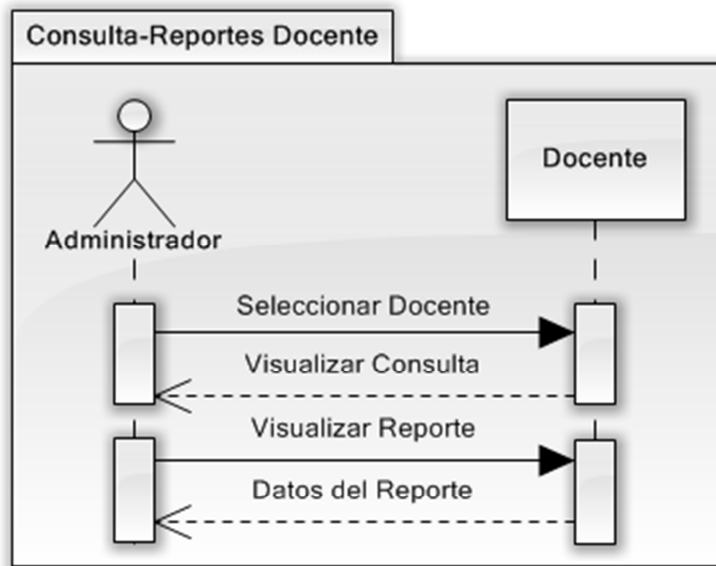 Consulta-Reportes Docente
Docente
Administrador
Seleccionar Docente
Visualizar Consulta
Visualizar Reporte
Datos del Reporte